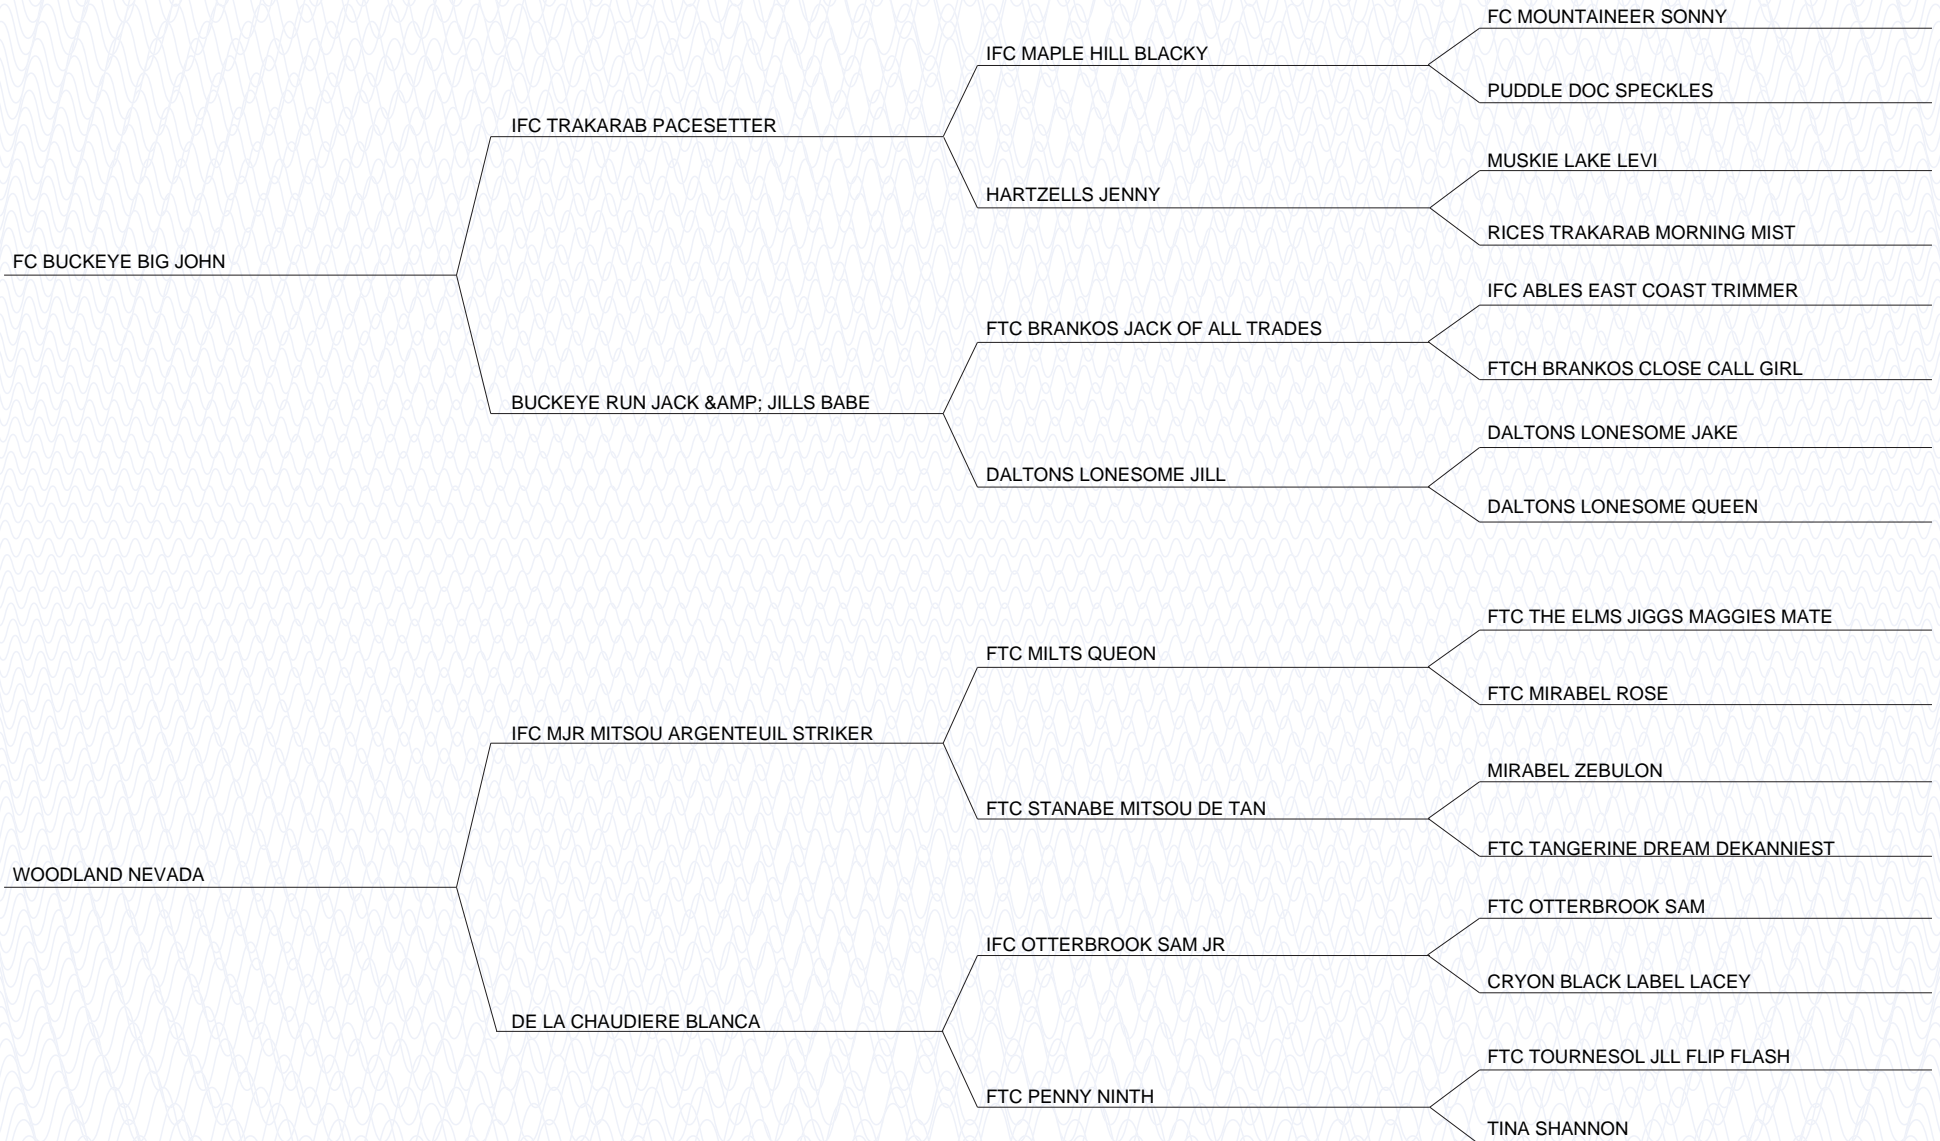 FC MOUNTAINEER SONNY
IFC MAPLE HILL BLACKY
PUDDLE DOC SPECKLES
IFC TRAKARAB PACESETTER
MUSKIE LAKE LEVI
HARTZELLS JENNY
RICES TRAKARAB MORNING MIST
FC BUCKEYE BIG JOHN
IFC ABLES EAST COAST TRIMMER
FTC BRANKOS JACK OF ALL TRADES
FTCH BRANKOS CLOSE CALL GIRL
BUCKEYE RUN JACK &AMP; JILLS BABE
DALTONS LONESOME JAKE
DALTONS LONESOME JILL
DALTONS LONESOME QUEEN
FTC THE ELMS JIGGS MAGGIES MATE
FTC MILTS QUEON
FTC MIRABEL ROSE
IFC MJR MITSOU ARGENTEUIL STRIKER
MIRABEL ZEBULON
FTC STANABE MITSOU DE TAN
FTC TANGERINE DREAM DEKANNIEST
WOODLAND NEVADA
FTC OTTERBROOK SAM
IFC OTTERBROOK SAM JR
CRYON BLACK LABEL LACEY
DE LA CHAUDIERE BLANCA
FTC TOURNESOL JLL FLIP FLASH
FTC PENNY NINTH
TINA SHANNON